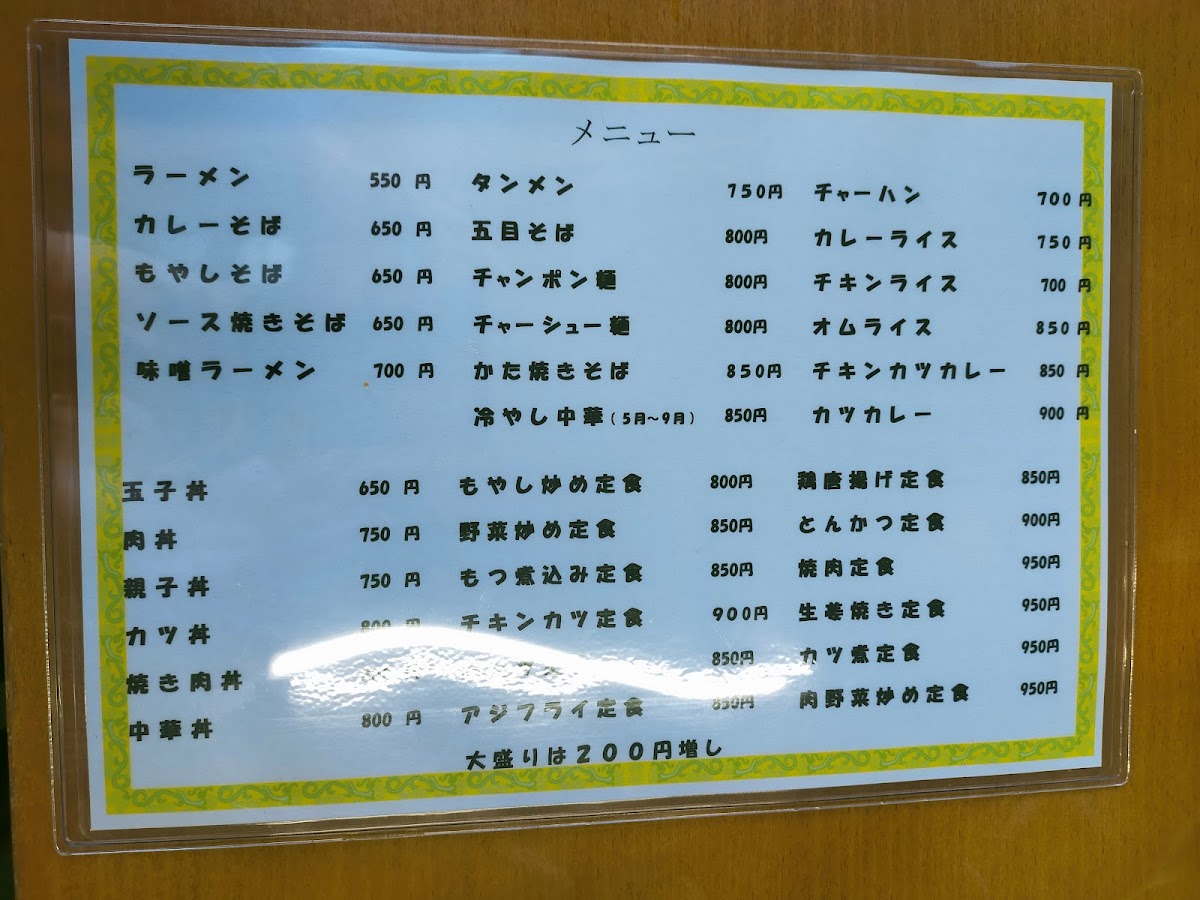 メニュー
ラーメン 550 円
カレーそば 650 円
もやしそば 650 円
ソース焼きそば 650 円
味噌ラーメン 700 円
タンメン 750円
五目そば 800円
チャンポン麺 800円
チャーシュー麺 800円
かた焼きそば 850円
冷やし中華(5月～9月) 850円
チャーハン 700円
カレーライス 750円
チキンライス 700 円
オムライス 850円
チキンカツカレー 850 円
カツカレー 900 円
玉子丼 650 円
肉丼 750 円
親子丼 750 円
カツ丼 800 円
焼き肉丼
中華丼 800 円
もやし炒め定食 800円
野菜炒め定食 850円
もつ煮込み定食 850円
チキンカツ定食 900円
850円
アジフライ定食 850円
鶏唐揚げ定食 850円
とんかつ定食 900円
焼肉定食 950円
生姜焼き定食 950円
カツ煮定食 950円
肉野菜炒め定食 950円
大盛りは200円増し